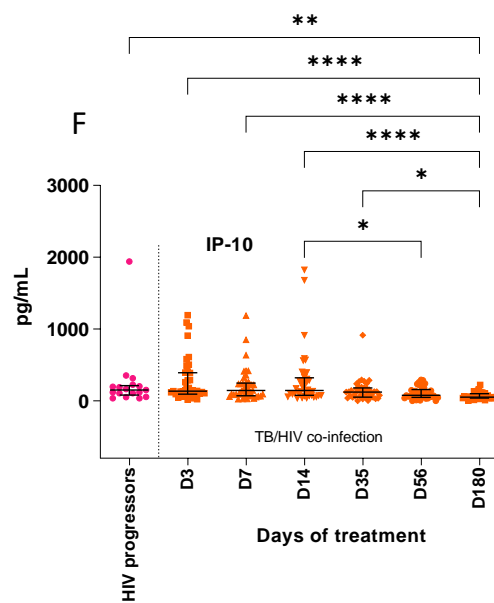 **
****
F
****
****
*
*
3000
IP-10
2000
pg/mL
1000
0
TB/HIV co-infection
HIV progressors
D3
D7
D14
D35
D56
D180
Days of treatment